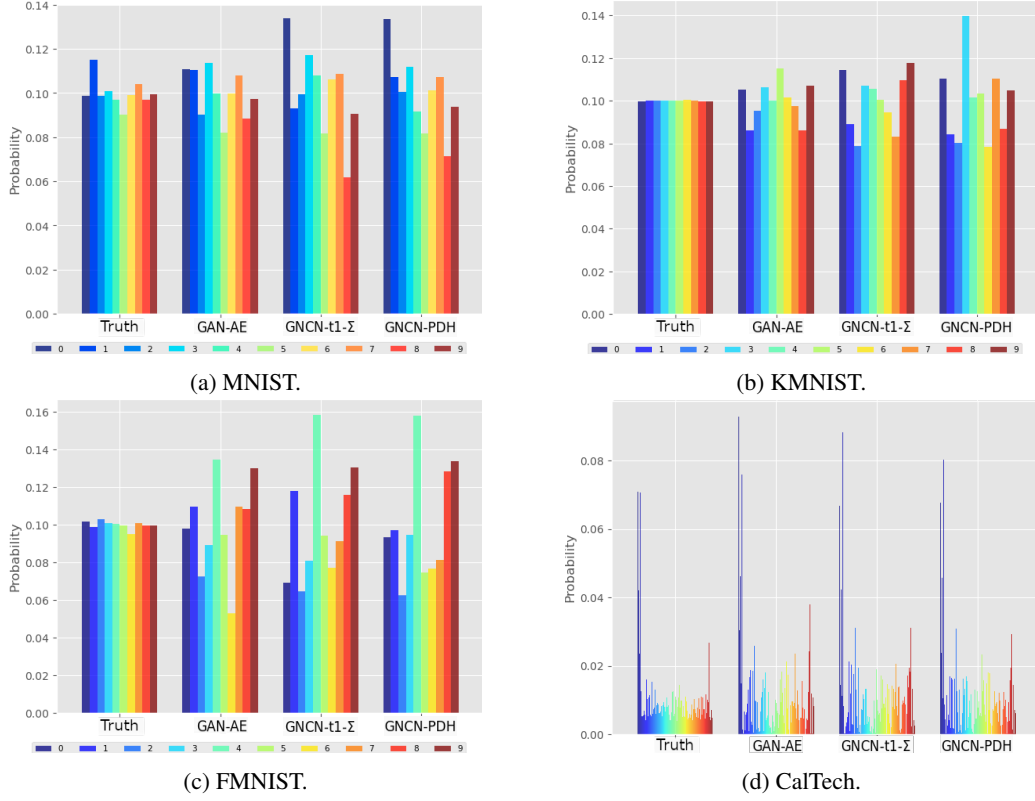 0.14
0.12
0.10
0.08
0.06
0.04
0.02
0.00
Probability
Truth GAN-AE GNCN-t1-Σ GNCN-PDH
0 1 2 3 4 5 6 7 8 9
(a) MNIST.
0.14
0.12
0.10
0.08
0.06
0.04
0.02
0.00
Probability
Truth GAN-AE GNCN-t1-Σ GNCN-PDH
0 1 2 3 4 5 6 7 8 9
(b) KMNIST.
0.16
0.14
0.12
0.10
0.08
0.06
0.04
0.02
0.00
Probability
Truth GAN-AE GNCN-t1-Σ GNCN-PDH
0 1 2 3 4 5 6 7 8 9
(c) FMNIST.
0.08
0.06
0.04
0.02
0.00
Probability
Truth GAN-AE GNCN-t1-Σ GNCN-PDH
(d) CalTech.